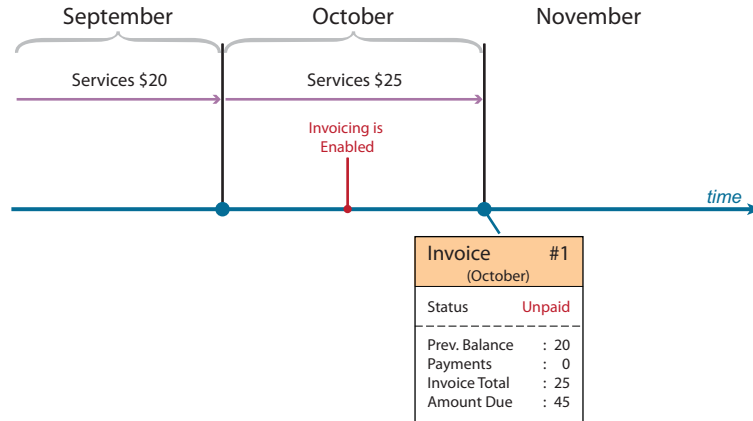 September October November
Services $20 Services $25
Invoicing is
Enabled
time
Invoice #1
(October)
Status Unpaid
Prev. Balance : 20
Payments : 0
Invoice Total : 25
Amount Due : 45